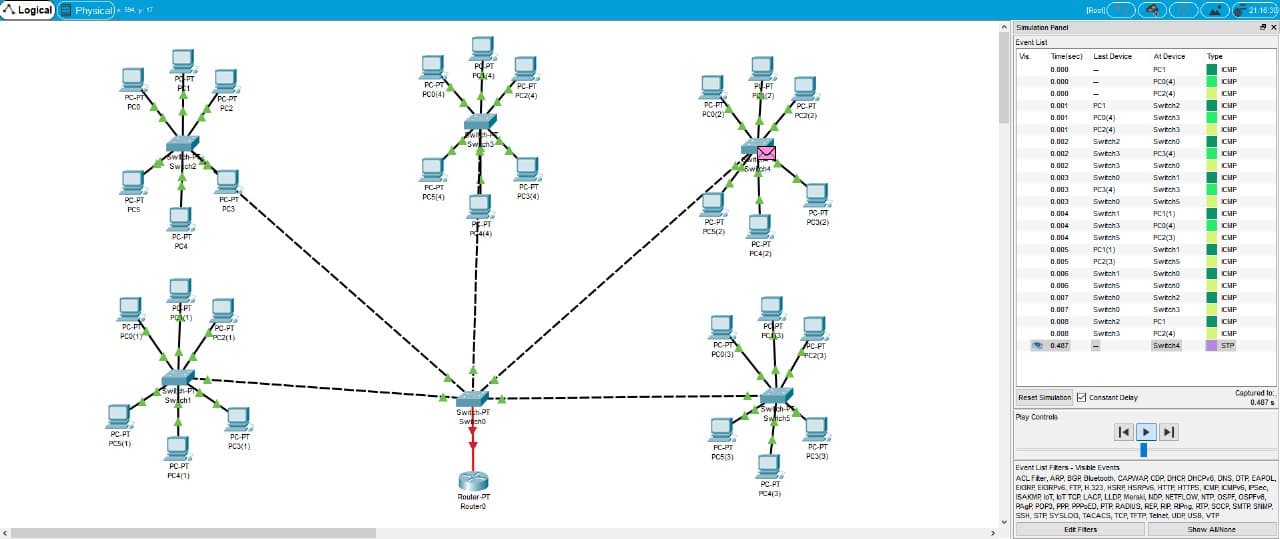 Logical
Physical
x: 594, y: 17
[Root]
21:16:30
PC-PT
PC0
PC-PT
PC1
PC-PT
PC2
Switch-PT
Switch2
PC-PT
PC5
PC-PT
PC3
PC-PT
PC4
PC-PT
PC0(4)
PC-PT
PC1(4)
PC-PT
PC2(4)
Switch-PT
Switch3
PC-PT
PC5(4)
PC-PT
PC3(4)
PC-PT
PC4(4)
PC-PT
PC0(2)
PC-PT
PC1(2)
PC-PT
PC2(2)
Switch4
PC-PT
PC5(2)
PC-PT
PC3(2)
PC-PT
PC4(2)
PC-PT
PC0(1)
PC-PT
PC1(1)
PC-PT
PC2(1)
Switch-PT
Switch1
PC-PT
PC5(1)
PC-PT
PC3(1)
PC-PT
PC4(1)
Switch-PT
Switch0
Router-PT
Router0
PC-PT
PC0(3)
PC-PT
PC1(3)
PC-PT
PC2(3)
Switch-PT
Switch5
PC-PT
PC5(3)
PC-PT
PC3(3)
PC-PT
PC4(3)
Simulation Panel
Event List
Vis. Time(sec) Last Device At Device Type
0.000 -- PC1 ICMP
0.000 -- PC0(4) ICMP
0.000 -- PC2(4) ICMP
0.001 PC1 Switch2 ICMP
0.001 PC0(4) Switch3 ICMP
0.001 PC2(4) Switch3 ICMP
0.002 Switch2 Switch0 ICMP
0.002 Switch3 PC3(4) ICMP
0.002 Switch3 Switch0 ICMP
0.003 Switch0 Switch1 ICMP
0.003 PC3(4) Switch3 ICMP
0.003 Switch0 Switch5 ICMP
0.004 Switch1 PC1(1) ICMP
0.004 Switch3 PC0(4) ICMP
0.004 Switch5 PC2(3) ICMP
0.005 PC1(1) Switch1 ICMP
0.005 PC2(3) Switch5 ICMP
0.006 Switch1 Switch0 ICMP
0.006 Switch5 Switch0 ICMP
0.007 Switch0 Switch2 ICMP
0.007 Switch0 Switch3 ICMP
0.008 Switch2 PC1 ICMP
0.008 Switch3 PC2(4) ICMP
0.487 -- Switch4 STP
Reset Simulation Constant Delay
Captured to:
0.487 s
Play Controls
Event List Filters - Visible Events
ACL Filter, ARP, BGP, Bluetooth, CAPWAP, CDP, DHCP, DHCPv6, DNS, DTP, EAPOL,
EIGRP, EIGRPv6, FTP, H.323, HSRP, HSRPv6, HTTP, HTTPS, ICMP, ICMPv6, IPSec,
ISAKMP, IoT, IoT TCP, LACP, LLDP, Meraki, NDP, NETFLOW, NTP, OSPF, OSPFv6,
PAgP, POP3, PPP, PPPoED, PTP, RADIUS, REP, RIP, RIPng, RTP, SCCP, SMTP, SNMP,
SSH, STP, SYSLOG, TACACS, TCP, TFTP, Telnet, UDP, USB, VTP
Edit Filters
Show All/None